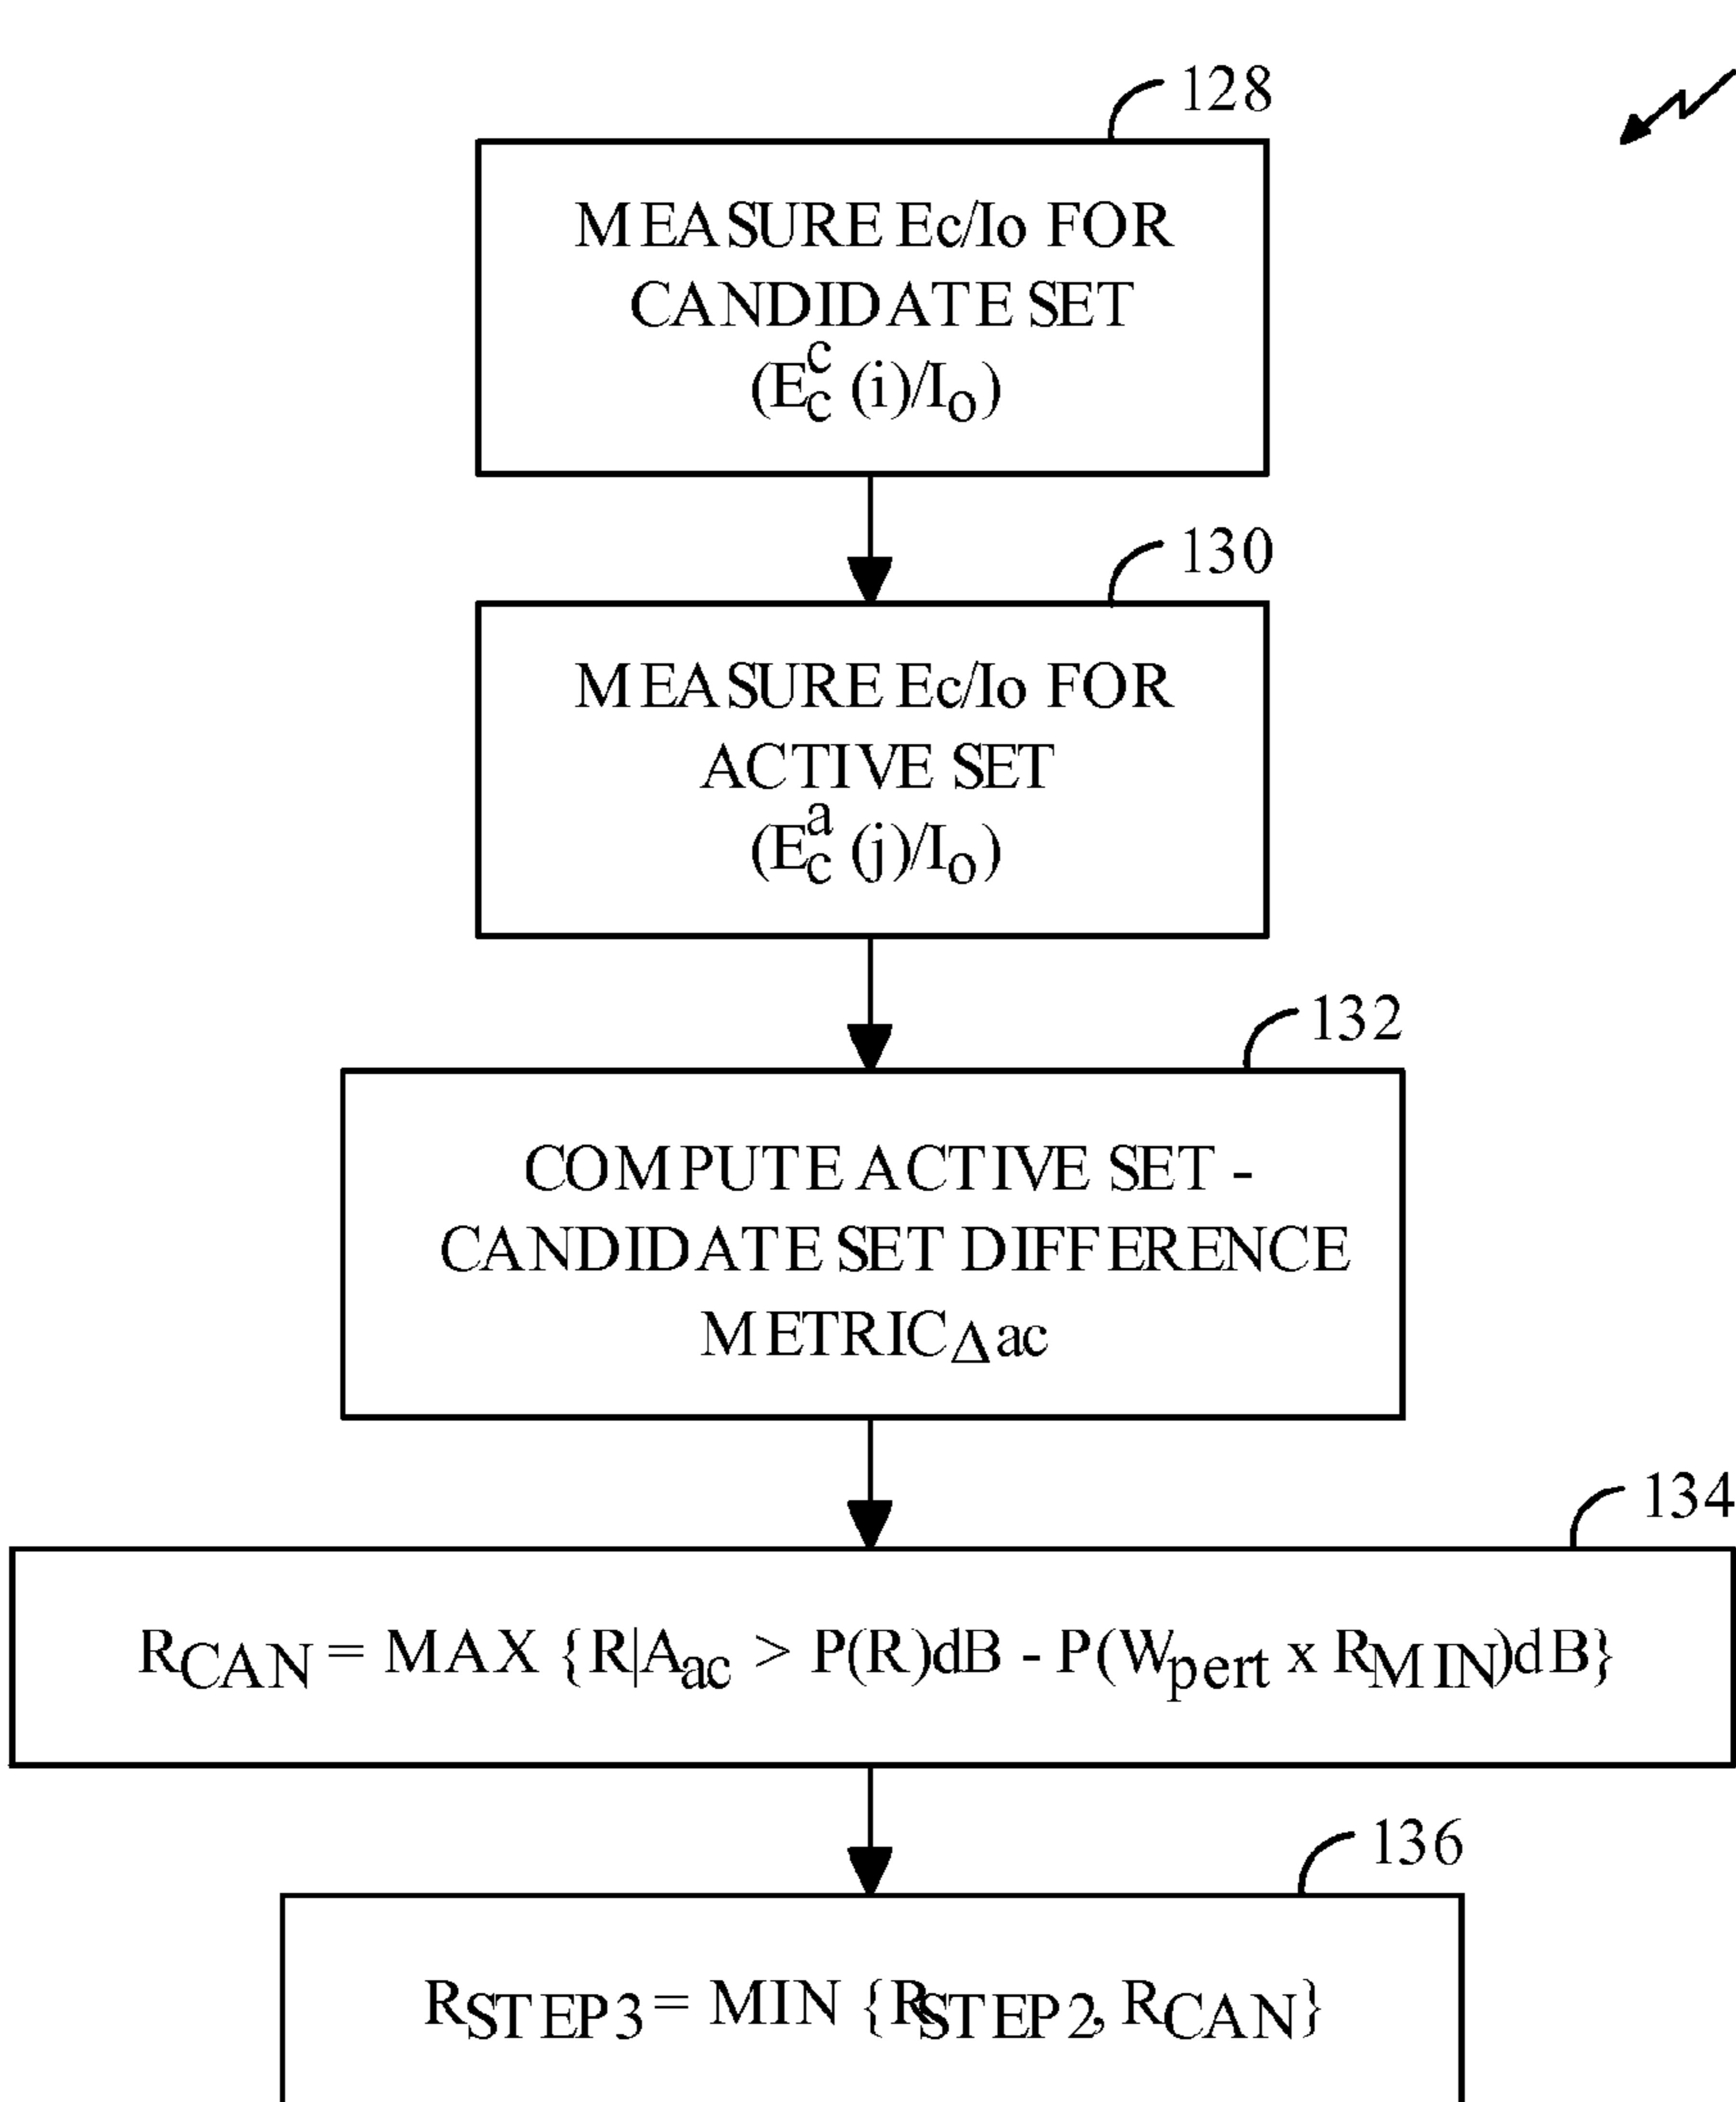 128
MEASURE Ec/Io FOR
CANDIDATE SET
(E_c^c (i)/I_o)
130
MEASURE Ec/Io FOR
ACTIVE SET
(E_c^a (j)/I_o)
132
COMPUTE ACTIVE SET -
CANDIDATE SET DIFFERENCE
METRIC Δac
134
R_CAN = MAX {R|A_ac > P(R)dB - P(W_pert x R_MIN)dB}
136
R_STEP3 = MIN {R_STEP2, R_CAN}